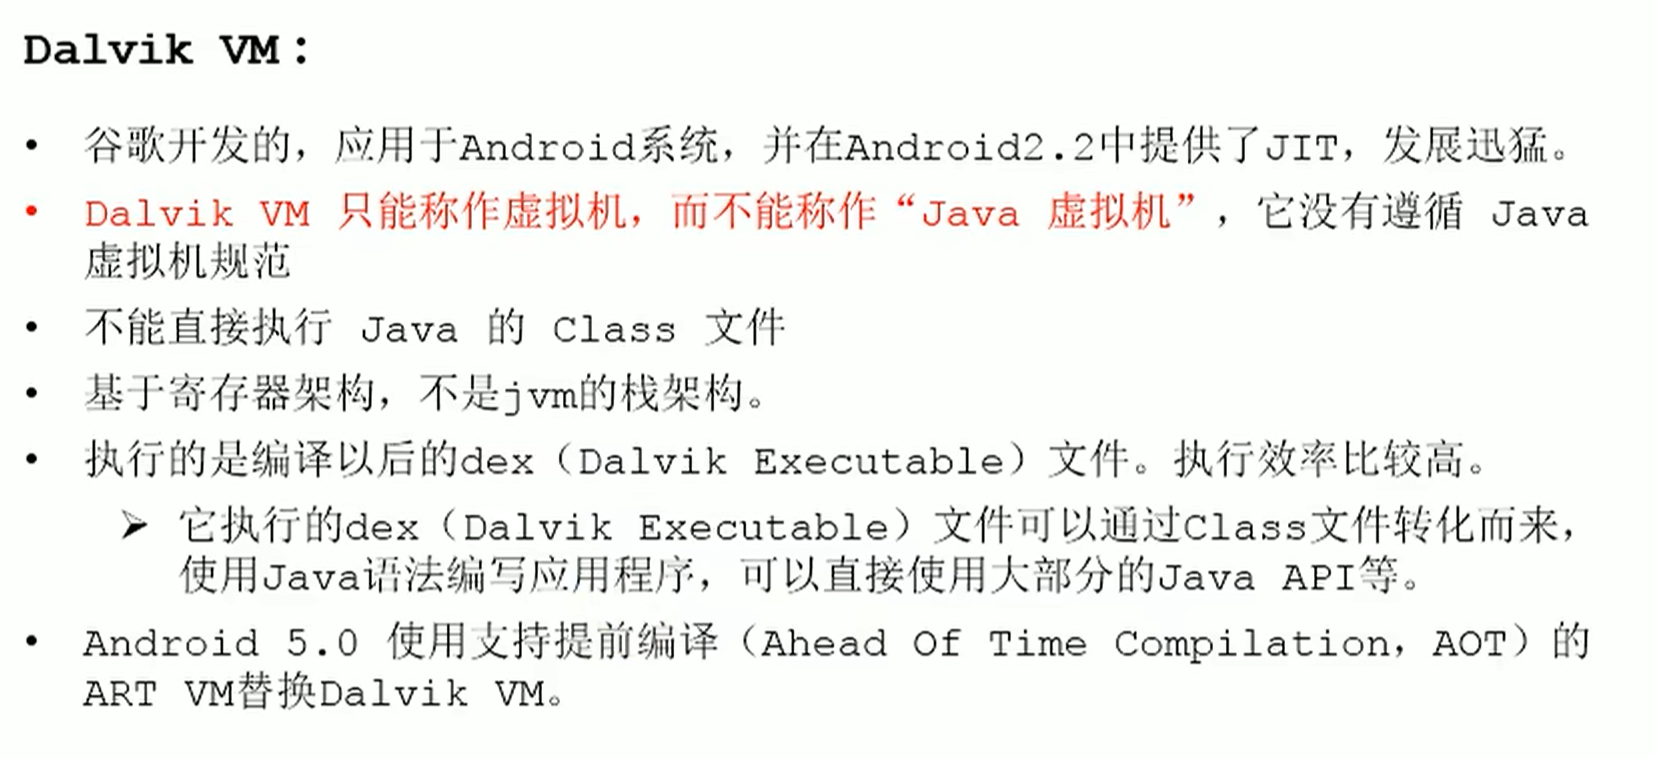 Dalvik VM：
• 谷歌开发的，应用于Android系统，并在Android2.2中提供了JIT，发展迅猛。
• Dalvik VM 只能称作虚拟机，而不能称作“Java 虚拟机”，它没有遵循 Java
虚拟机规范
• 不能直接执行 Java 的 Class 文件
• 基于寄存器架构，不是jvm的栈架构。
• 执行的是编译以后的dex（Dalvik Executable）文件。执行效率比较高。
➢ 它执行的dex（Dalvik Executable）文件可以通过Class文件转化而来，
使用Java语法编写应用程序，可以直接使用大部分的Java API等。
• Android 5.0 使用支持提前编译（Ahead Of Time Compilation，AOT）的
ART VM替换Dalvik VM。